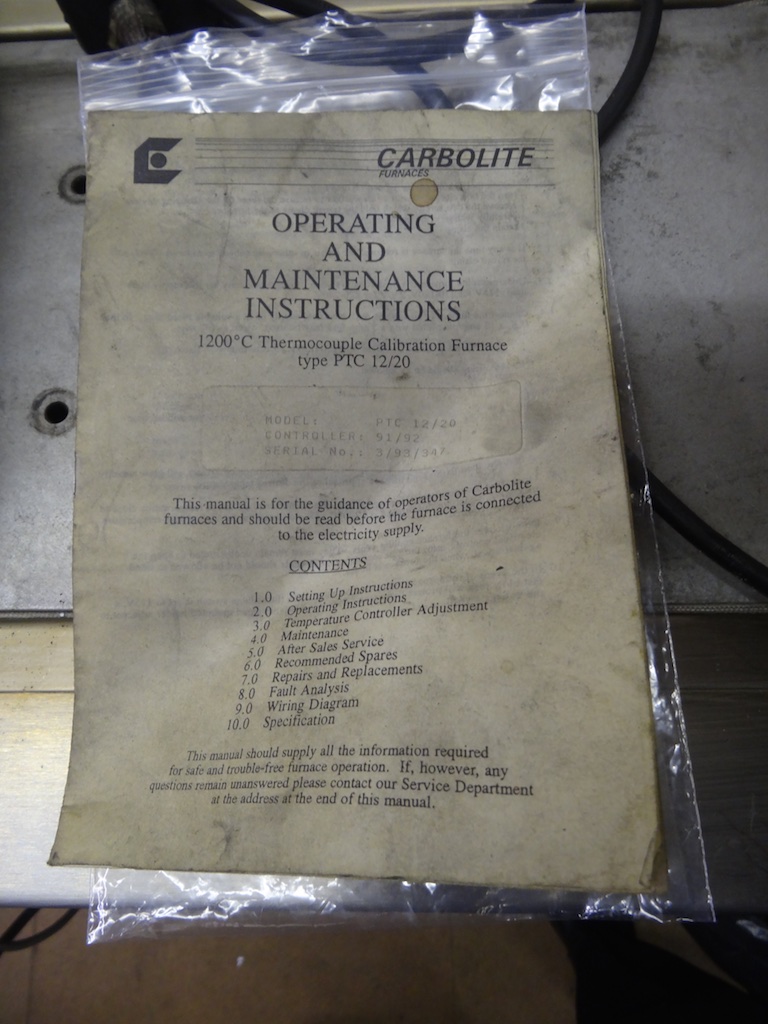 CARBOLITE
FURNACES
OPERATING
AND
MAINTENANCE
INSTRUCTIONS
1200°C Thermocouple Calibration Furnace
type PTC 12/20
MODEL: PTC 12/20
CONTROLLER: 91/92
SERIAL No.: 3/93/347
This manual is for the guidance of operators of Carbolite
furnaces and should be read before the furnace is connected
to the electricity supply.
CONTENTS
1.0 Setting Up Instructions
2.0 Operating Instructions
3.0 Temperature Controller Adjustment
4.0 Maintenance
5.0 After Sales Service
6.0 Recommended Spares
7.0 Repairs and Replacements
8.0 Fault Analysis
9.0 Wiring Diagram
10.0 Specification
This manual should supply all the information required
for safe and trouble-free furnace operation. If, however, any
questions remain unanswered please contact our Service Department
at the address at the end of this manual.